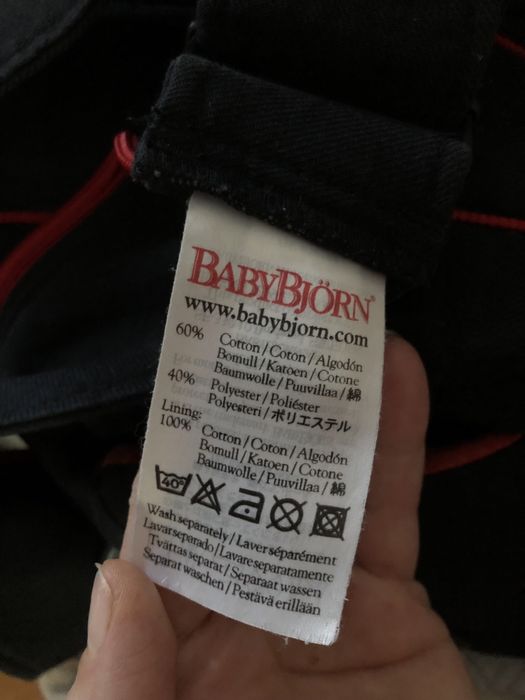 BABYBJÖRN®
www.babybjorn.com
60% Cotton / Coton / Algodón
Bomull / Katoen / Cotone
Baumwolle / Puuvillaa / 綿
40% Polyester / Poliéster
Polyesteri / ポリエステル
Lining:
100% Cotton / Coton / Algodón
Bomull / Katoen / Cotone
Baumwolle / Puuvillaa / 綿
40°
Wash separately / Laver séparément
Lavar separado / Lavare separatamente
Tvättas separat / Separaat wassen
Separat waschen / Pestävä erillään